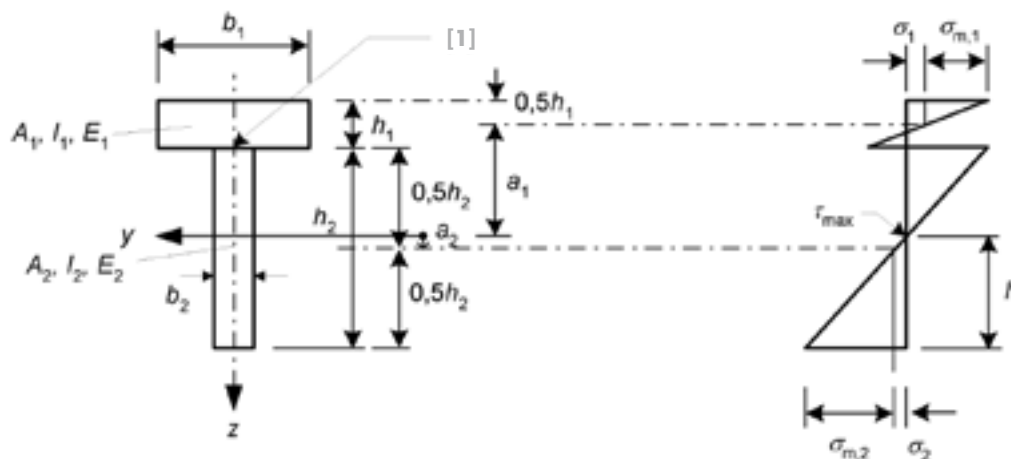 b₁
[1]
σ₁
σm,1
0,5h₁
A₁, I₁, E₁
h₁
a₁
0,5h₂
h₂
τmax
y
a₂
A₂, I₂, E₂
b₂
0,5h₂
z
σm,2
σ₂